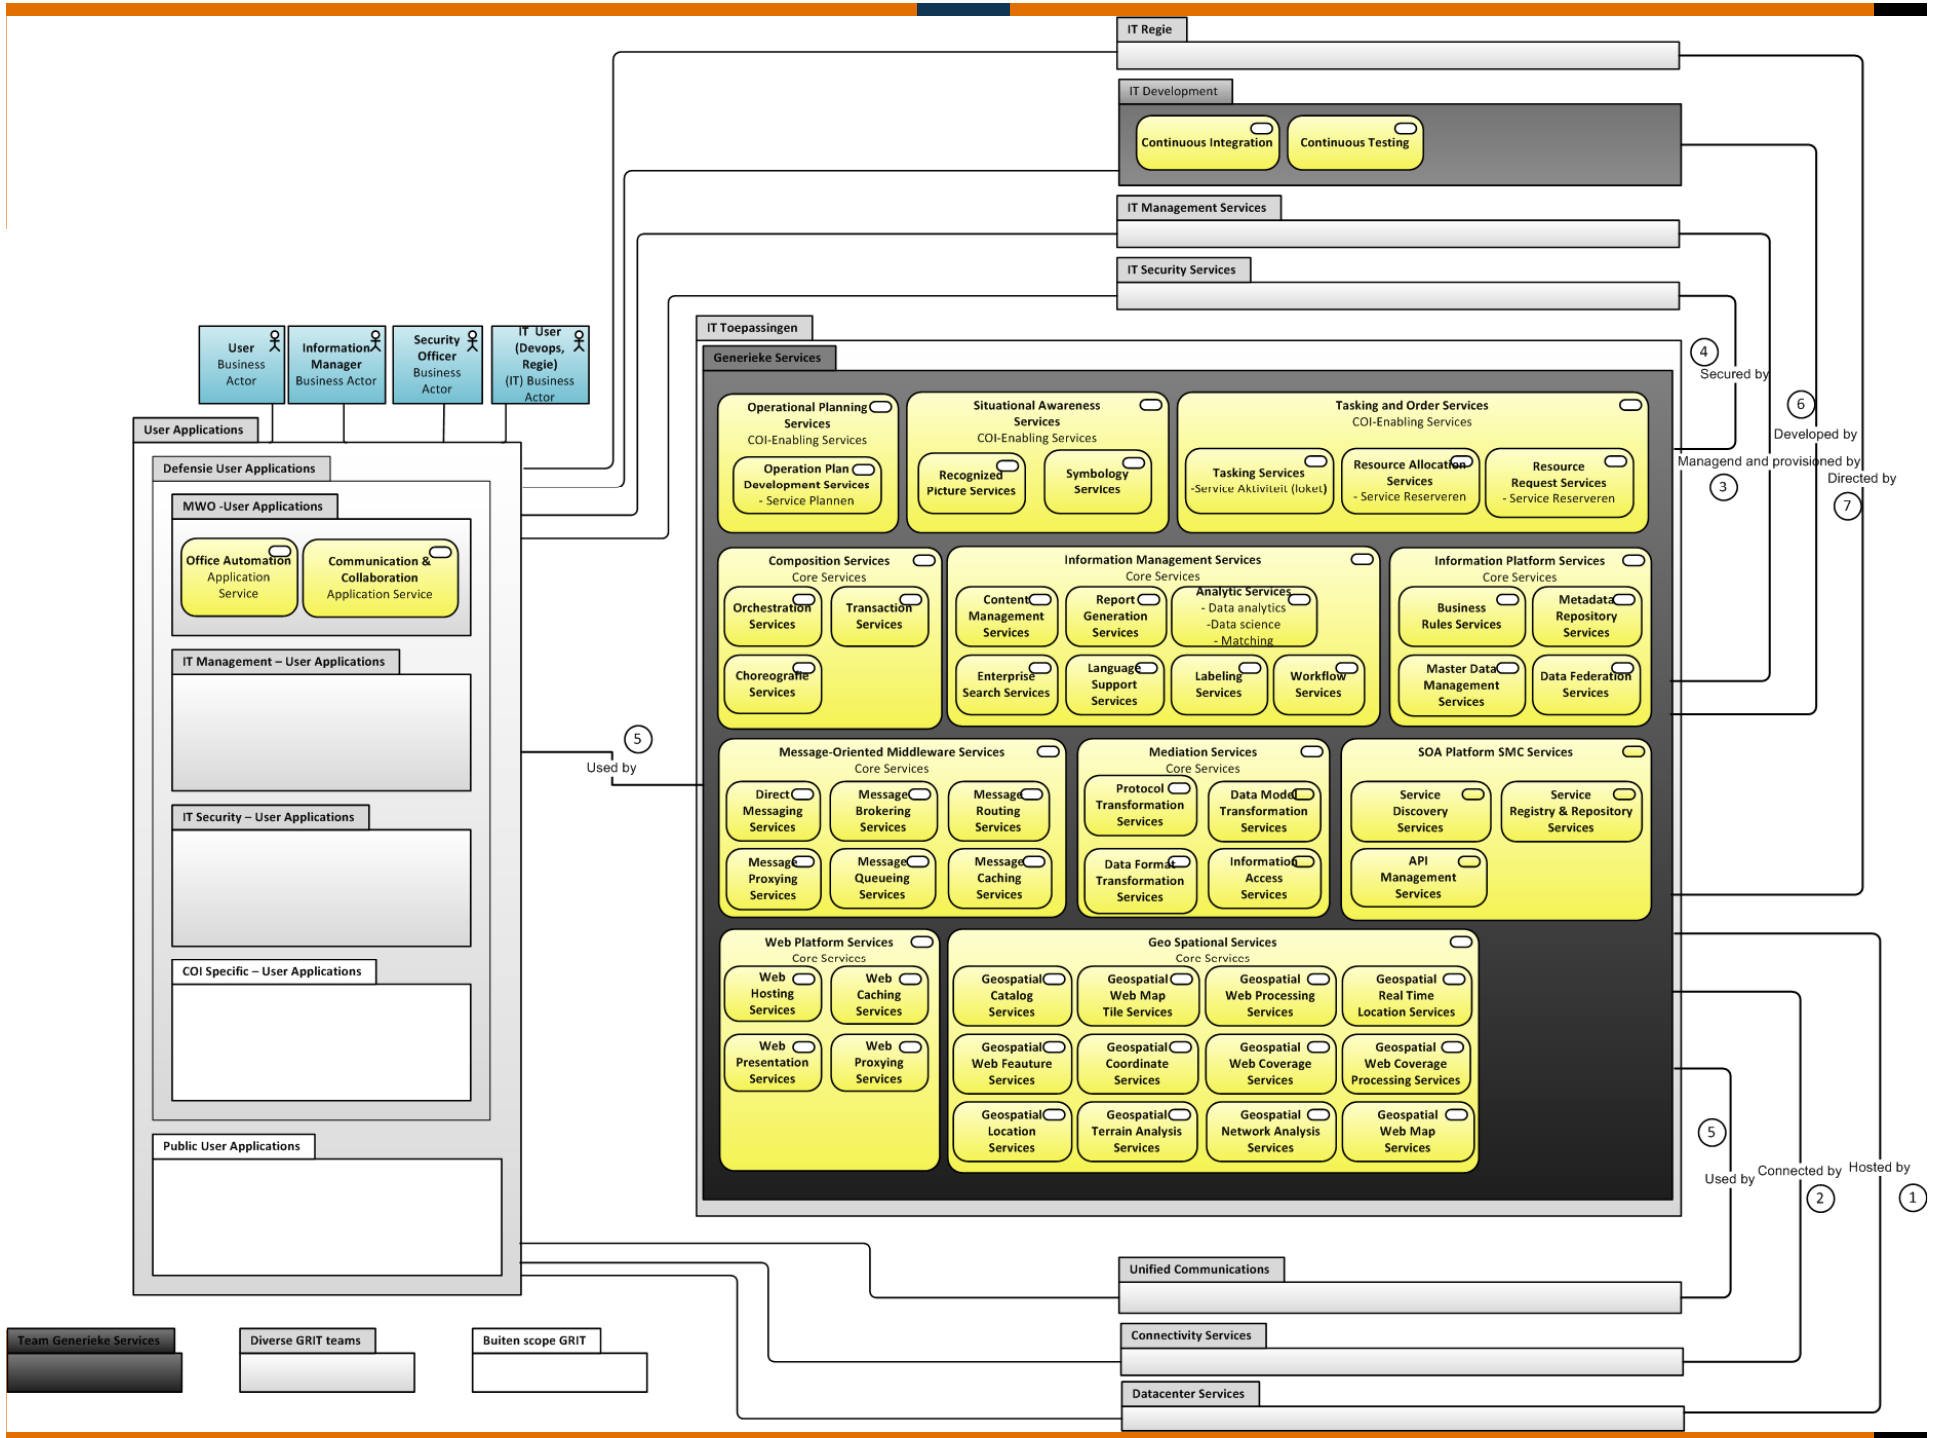 IT Regie
IT Development
Continuous Integration
Continuous Testing
IT Management Services
IT Security Services
User
Business
Actor
Information
Manager
Business Actor
Security
Officer
Business
Actor
IT User
(Devops,
Regie)
(IT) Business
Actor
User Applications
Defensie User Applications
MWO -User Applications
Office Automation
Application
Service
Communication &
Collaboration
Application Service
IT Management – User Applications
IT Security – User Applications
COI Specific – User Applications
Public User Applications
5
Used by
IT Toepassingen
Generieke Services
Operational Planning
Services
COI-Enabling Services
Operation Plan
Development Services
- Service Plannen
Situational Awareness
Services
COI-Enabling Services
Recognized
Picture Services
Symbology
Services
Tasking and Order Services
COI-Enabling Services
Tasking Services
-Service Aktiviteit (loket)
Resource Allocation
Services
- Service Reserveren
Resource
Request Services
- Service Reserveren
Composition Services
Core Services
Orchestration
Services
Transaction
Services
Choreografie
Services
Information Management Services
Core Services
Content
Management
Services
Report
Generation
Services
Analytic Services
- Data analytics
-Data science
- Matching
Enterprise
Search Services
Language
Support
Services
Labeling
Services
Workflow
Services
Information Platform Services
Core Services
Business
Rules Services
Metadata
Repository
Services
Master Data
Management
Services
Data Federation
Services
Message-Oriented Middleware Services
Core Services
Direct
Messaging
Services
Message
Brokering
Services
Message
Routing
Services
Message
Proxying
Services
Message
Queueing
Services
Message
Caching
Services
Mediation Services
Core Services
Protocol
Transformation
Services
Data Model
Transformation
Services
Data Format
Transformation
Services
Information
Access
Services
SOA Platform SMC Services
Service
Discovery
Services
Service
Registry & Repository
Services
API
Management
Services
Web Platform Services
Core Services
Web
Hosting
Services
Web
Caching
Services
Web
Presentation
Services
Web
Proxying
Services
Geo Spational Services
Core Services
Geospatial
Catalog
Services
Geospatial
Web Map
Tile Services
Geospatial
Web Processing
Services
Geospatial
Real Time
Location Services
Geospatial
Web Feauture
Services
Geospatial
Coordinate
Services
Geospatial
Web Coverage
Services
Geospatial
Web Coverage
Processing Services
Geospatial
Location
Services
Geospatial
Terrain Analysis
Services
Geospatial
Network Analysis
Services
Geospatial
Web Map
Services
4
Secured by
6
Developed by
Managend and provisioned by
3
Directed by
7
5
Used by
Connected by
2
Hosted by
1
Unified Communications
Connectivity Services
Datacenter Services
Team Generieke Services
Diverse GRIT teams
Buiten scope GRIT